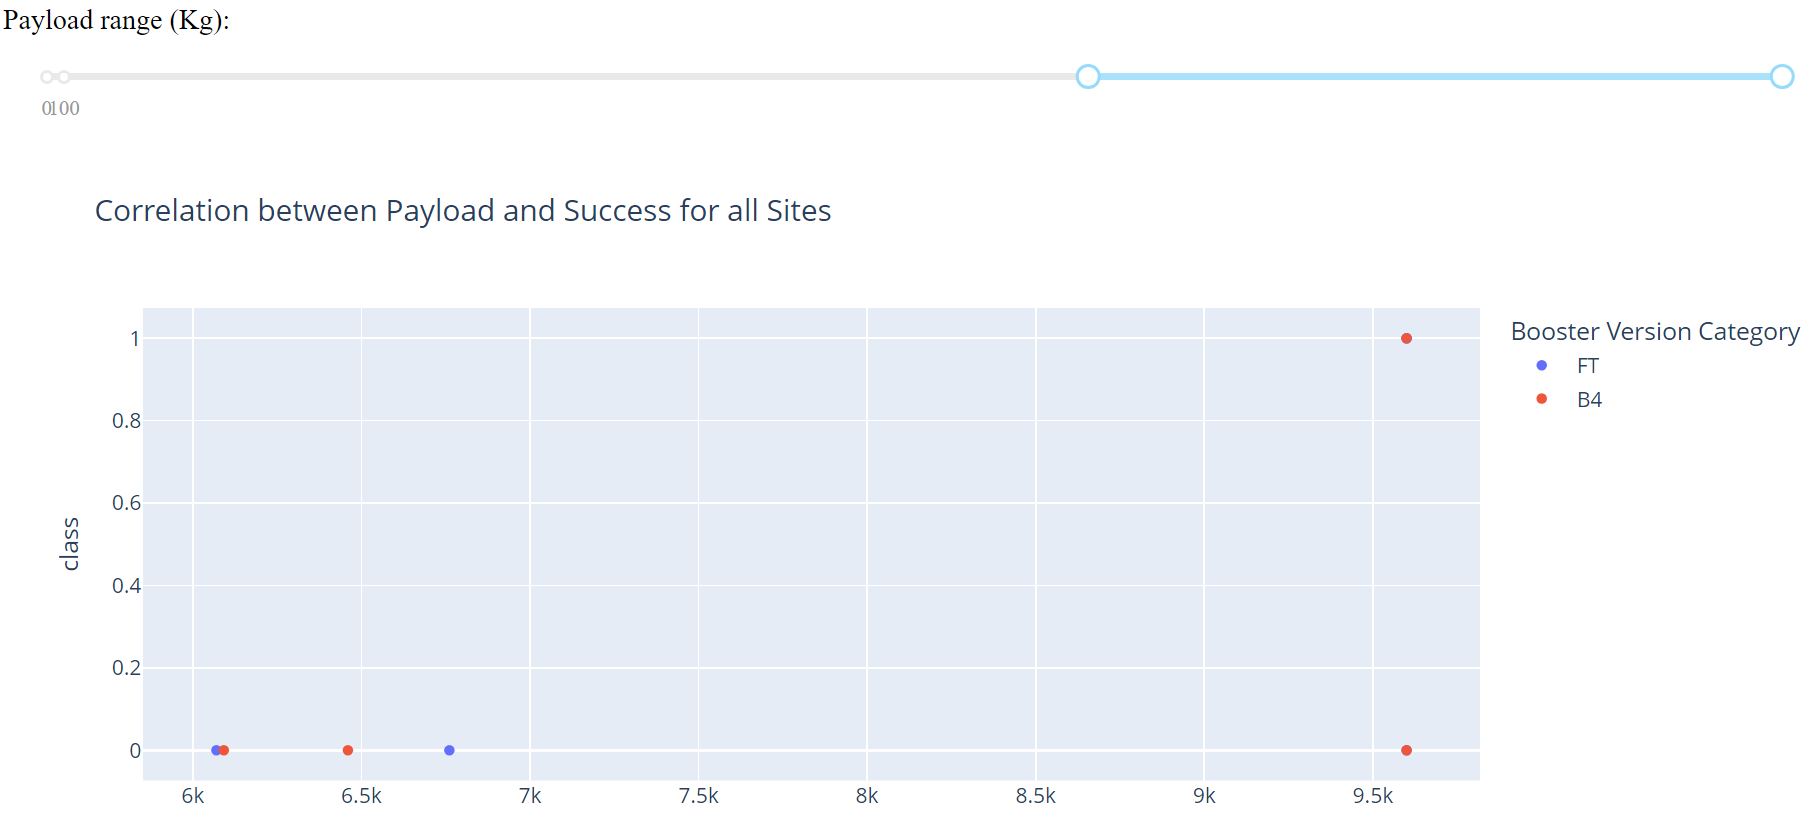 Payload range (Kg):
0 100
Correlation between Payload and Success for all Sites
Booster Version Category
FT
B4
class
1
0.8
0.6
0.4
0.2
0
6k 6.5k 7k 7.5k 8k 8.5k 9k 9.5k